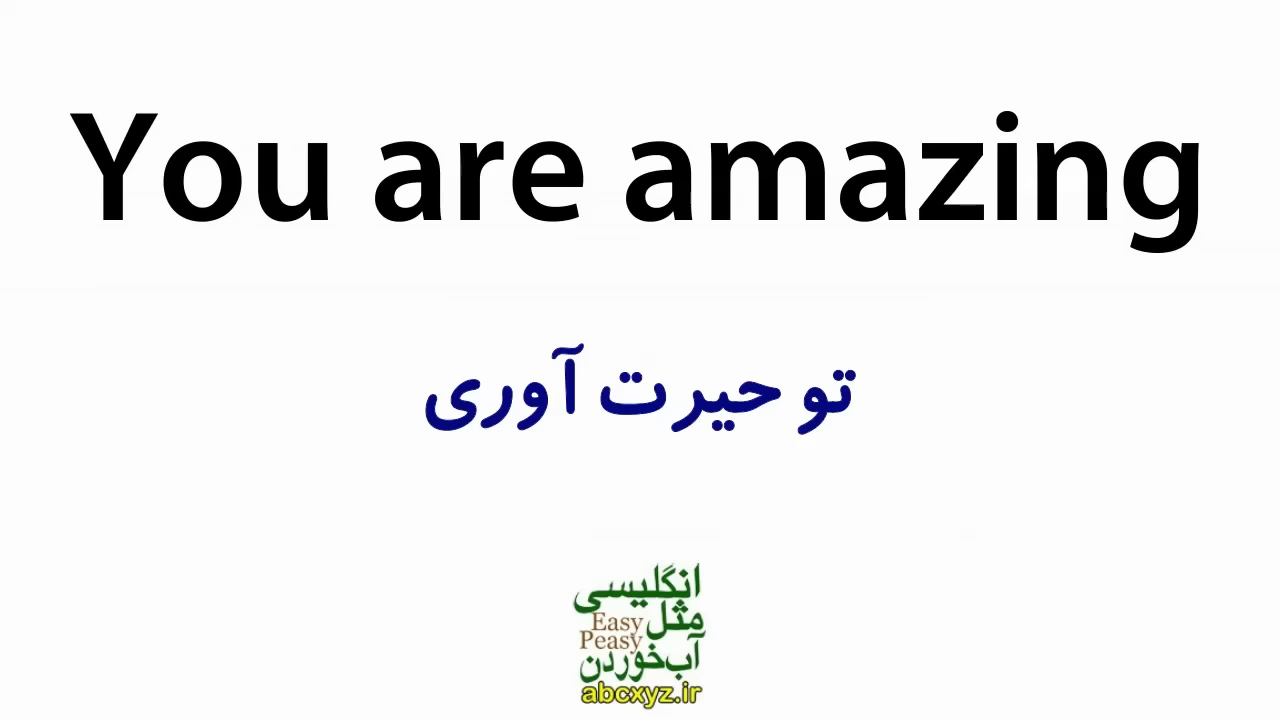 You are amazing
تو حیرت آوری
انگلیسی
مثل
Easy
Peasy
آب‌خوردن
abcxyz.ir